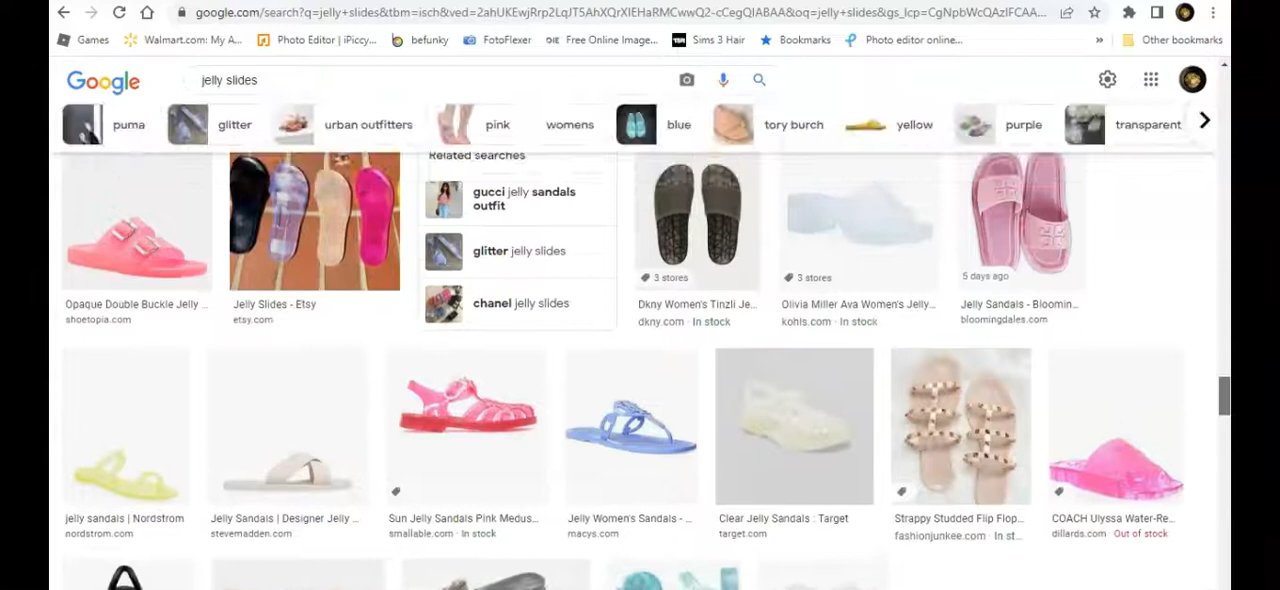 google.com/search?q=jelly+slides&tbm=isch&ved=2ahUKEwjRrp2LqJT5AhXQrXIEHaRMCwwQ2-cCegQIABAA&oq=jelly+slides&gs_lcp=CgNpbWcQAzIFCAA...
Games
Walmart.com: My A...
Photo Editor | iPiccy...
befunky
FotoFlexer
Free Online Image...
Sims 3 Hair
Bookmarks
Photo editor online...
»
Other bookmarks
Google
jelly slides
puma
glitter
urban outfitters
pink
womens
blue
tory burch
yellow
purple
transparent
Related searches
gucci jelly sandals
outfit
glitter jelly slides
chanel jelly slides
3 stores
3 stores
5 days ago
Opaque Double Buckle Jelly ...
shoetopia.com
Jelly Slides - Etsy
etsy.com
Dkny Women's Tinzli Je...
dkny.com · In stock
Olivia Miller Ava Women's Jelly...
kohls.com · In stock
Jelly Sandals - Bloomin...
bloomingdales.com
jelly sandals | Nordstrom
nordstrom.com
Jelly Sandals | Designer Jelly ...
stevemadden.com
Sun Jelly Sandals Pink Medus...
smallable.com · In stock
Jelly Women's Sandals - ...
macys.com
Clear Jelly Sandals : Target
target.com
Strappy Studded Flip Flop...
fashionjunkee.com · In st...
COACH Ulyssa Water-Re...
dillards.com · Out of stock